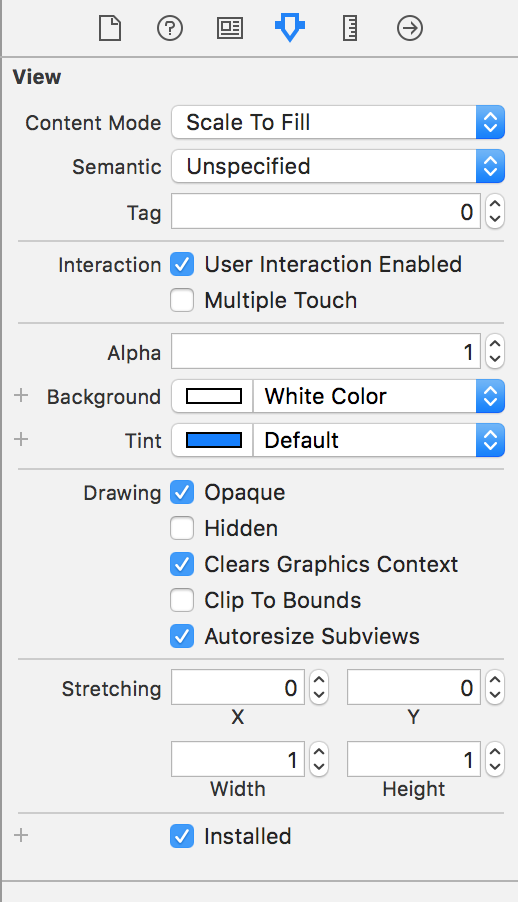 View
Content Mode Scale To Fill
Semantic Unspecified
Tag 0
Interaction User Interaction Enabled
Multiple Touch
Alpha 1
+ Background White Color
+ Tint Default
Drawing Opaque
Hidden
Clears Graphics Context
Clip To Bounds
Autoresize Subviews
Stretching 0 0
X Y
1 1
Width Height
+ Installed